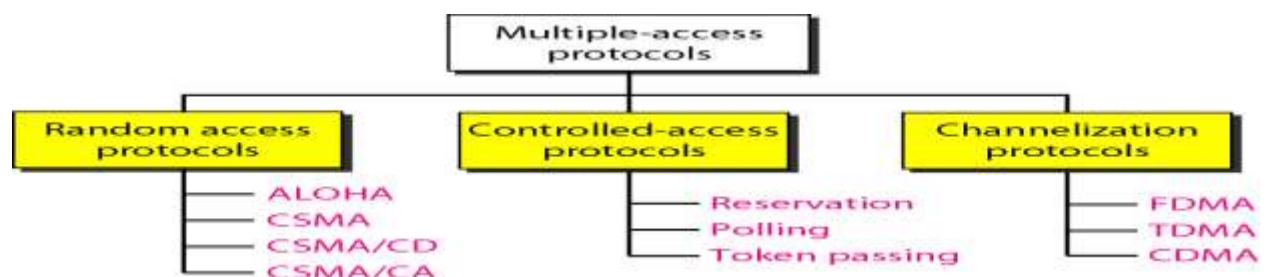 Multiple-access
protocols
Random access
protocols
Controlled-access
protocols
Channelization
protocols
ALOHA
CSMA
CSMA/CD
CSMA/CA
Reservation
Polling
Token passing
FDMA
TDMA
CDMA